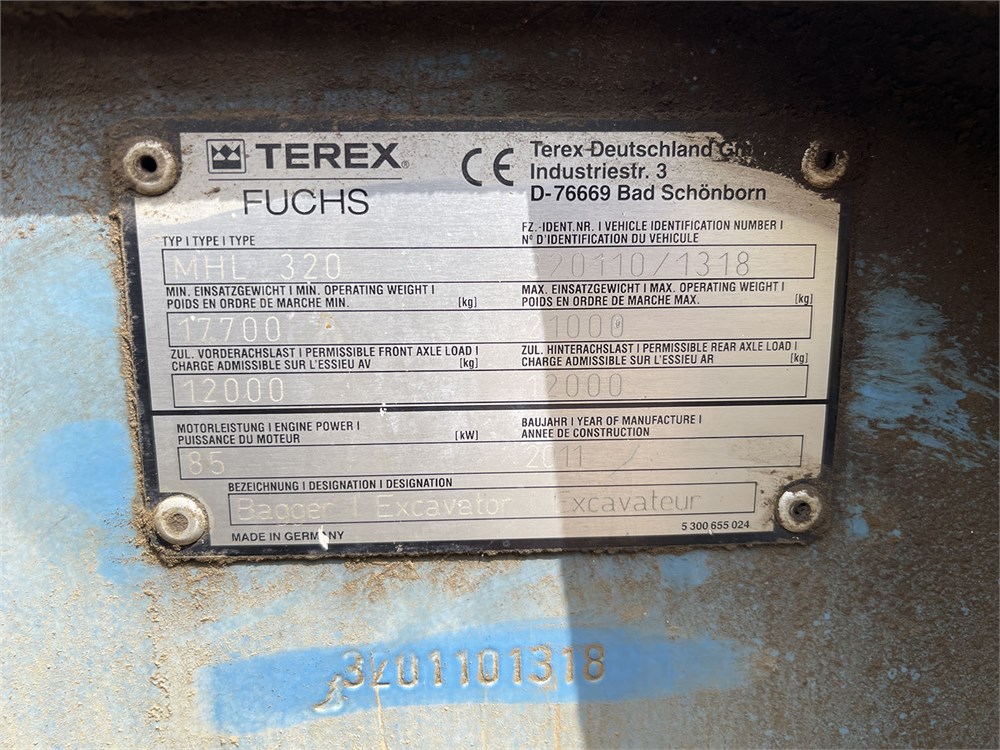 TEREX®
FUCHS
CE
Terex Deutschland
Industriestr. 3
D-76669 Bad Schönborn
TYP I TYPE I TYPE
MHL 320
FZ.-IDENT.NR. I VEHICLE IDENTIFICATION NUMBER I
N° D'IDENTIFICATION DU VEHICULE
320110/1318
MIN. EINSATZGEWICHT I MIN. OPERATING WEIGHT I
POIDS EN ORDRE DE MARCHE MIN. [kg]
17700
MAX. EINSATZGEWICHT I MAX. OPERATING WEIGHT I
POIDS EN ORDRE DE MARCHE MAX. [kg]
21000
ZUL. VORDERACHSLAST I PERMISSIBLE FRONT AXLE LOAD I
CHARGE ADMISSIBLE SUR L'ESSIEU AV [kg]
12000
ZUL. HINTERACHSLAST I PERMISSIBLE REAR AXLE LOAD I
CHARGE ADMISSIBLE SUR L'ESSIEU AR [kg]
12000
MOTORLEISTUNG I ENGINE POWER I
PUISSANCE DU MOTEUR [kW]
85
BAUJAHR I YEAR OF MANUFACTURE I
ANNEE DE CONSTRUCTION
2011
BEZEICHNUNG I DESIGNATION I DESIGNATION
Bagger I Excavator Excavateur
MADE IN GERMANY
5 300 655 024
3201101318